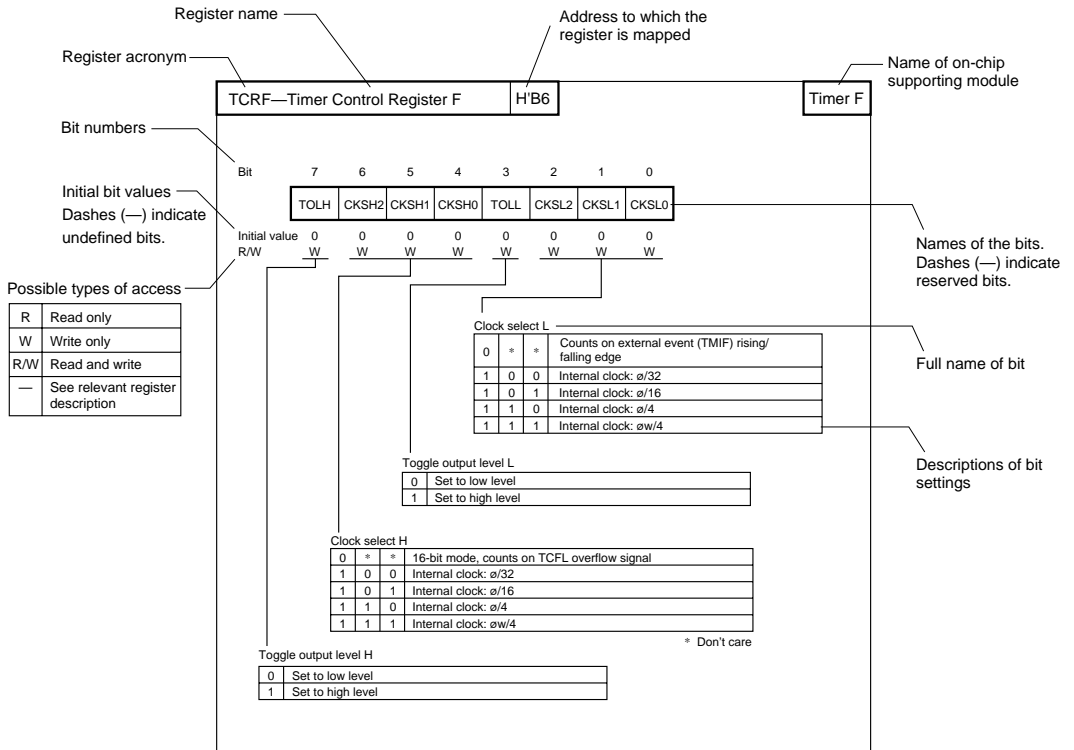 Register name
Address to which the
register is mapped
Register acronym
Name of on-chip
supporting module
TCRF—Timer Control Register F H'B6 Timer F
Bit numbers
Bit 7 6 5 4 3 2 1 0
Initial bit values
Dashes (—) indicate
undefined bits.
TOLH CKSH2 CKSH1 CKSH0 TOLL CKSL2 CKSL1 CKSL0
Initial value 0 0 0 0 0 0 0 0
R/W W W W W W W W W
Names of the bits.
Dashes (—) indicate
reserved bits.
Possible types of access
R Read only
W Write only
R/W Read and write
— See relevant register
description
Clock select L
0 * * Counts on external event (TMIF) rising/
falling edge
1 0 0 Internal clock: ø/32
1 0 1 Internal clock: ø/16
1 1 0 Internal clock: ø/4
1 1 1 Internal clock: øw/4
Full name of bit
Descriptions of bit
settings
Toggle output level L
0 Set to low level
1 Set to high level
Clock select H
0 * * 16-bit mode, counts on TCFL overflow signal
1 0 0 Internal clock: ø/32
1 0 1 Internal clock: ø/16
1 1 0 Internal clock: ø/4
1 1 1 Internal clock: øw/4
* Don't care
Toggle output level H
0 Set to low level
1 Set to high level